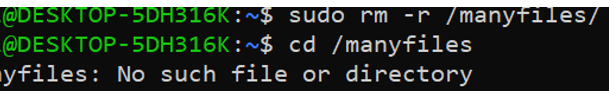 @DESKTOP-5DH316K:~$ sudo rm -r /manyfiles/
@DESKTOP-5DH316K:~$ cd /manyfiles
yfiles: No such file or directory